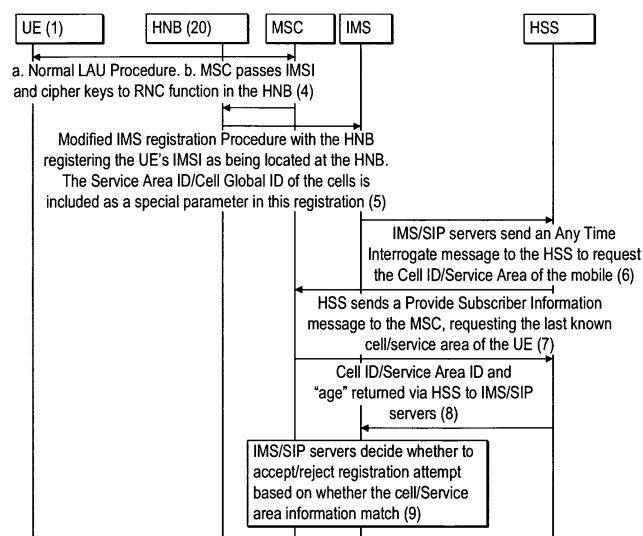 UE (1)
HNB (20)
MSC
IMS
HSS
a. Normal LAU Procedure. b. MSC passes IMSI
and cipher keys to RNC function in the HNB (4)
Modified IMS registration Procedure with the HNB
registering the UE's IMSI as being located at the HNB.
The Service Area ID/Cell Global ID of the cells is
included as a special parameter in this registration (5)
IMS/SIP servers send an Any Time
Interrogate message to the HSS to request
the Cell ID/Service Area of the mobile (6)
HSS sends a Provide Subscriber Information
message to the MSC, requesting the last known
cell/service area of the UE (7)
Cell ID/Service Area ID and
"age" returned via HSS to IMS/SIP
servers (8)
IMS/SIP servers decide whether to
accept/reject registration attempt
based on whether the cell/Service
area information match (9)